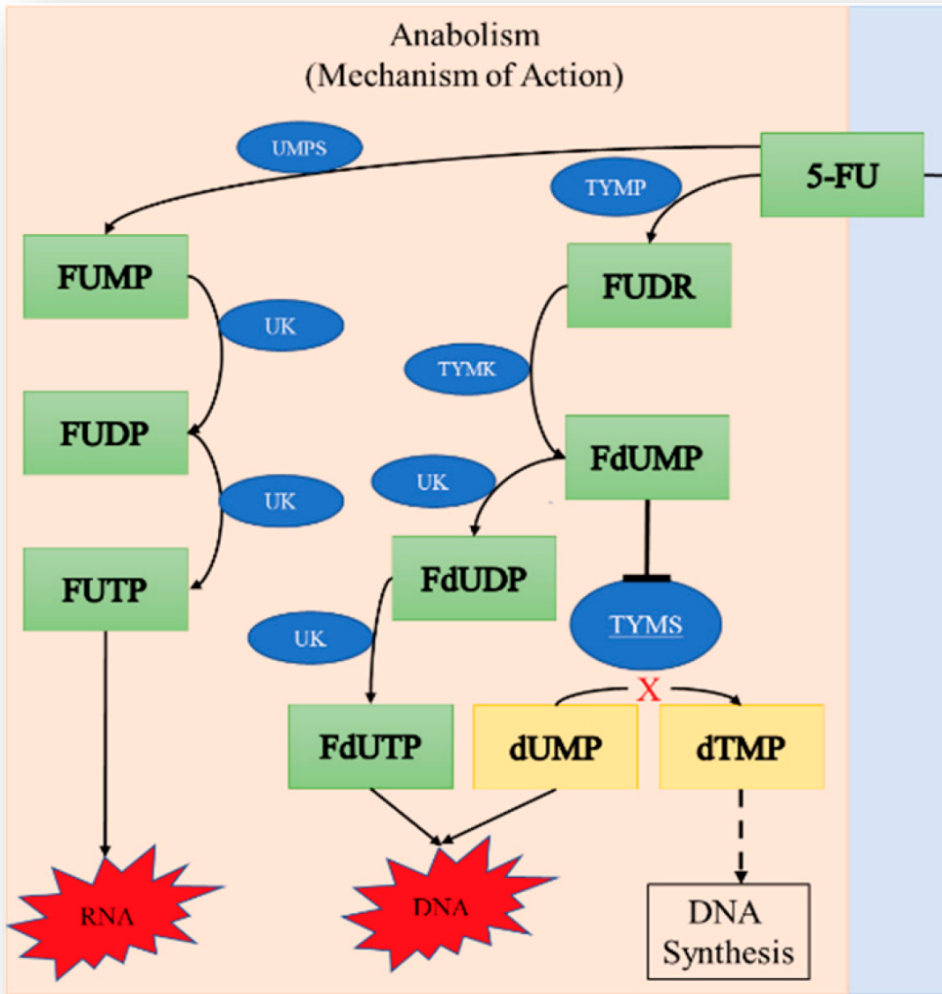 Anabolism
(Mechanism of Action)
UMPS
5-FU
TYMP
FUMP
FUDR
UK
TYMK
FUDP
FdUMP
UK
UK
FUTP
FdUDP
UK
TYMS
X
FdUTP
dUMP
dTMP
RNA
DNA
DNA
Synthesis